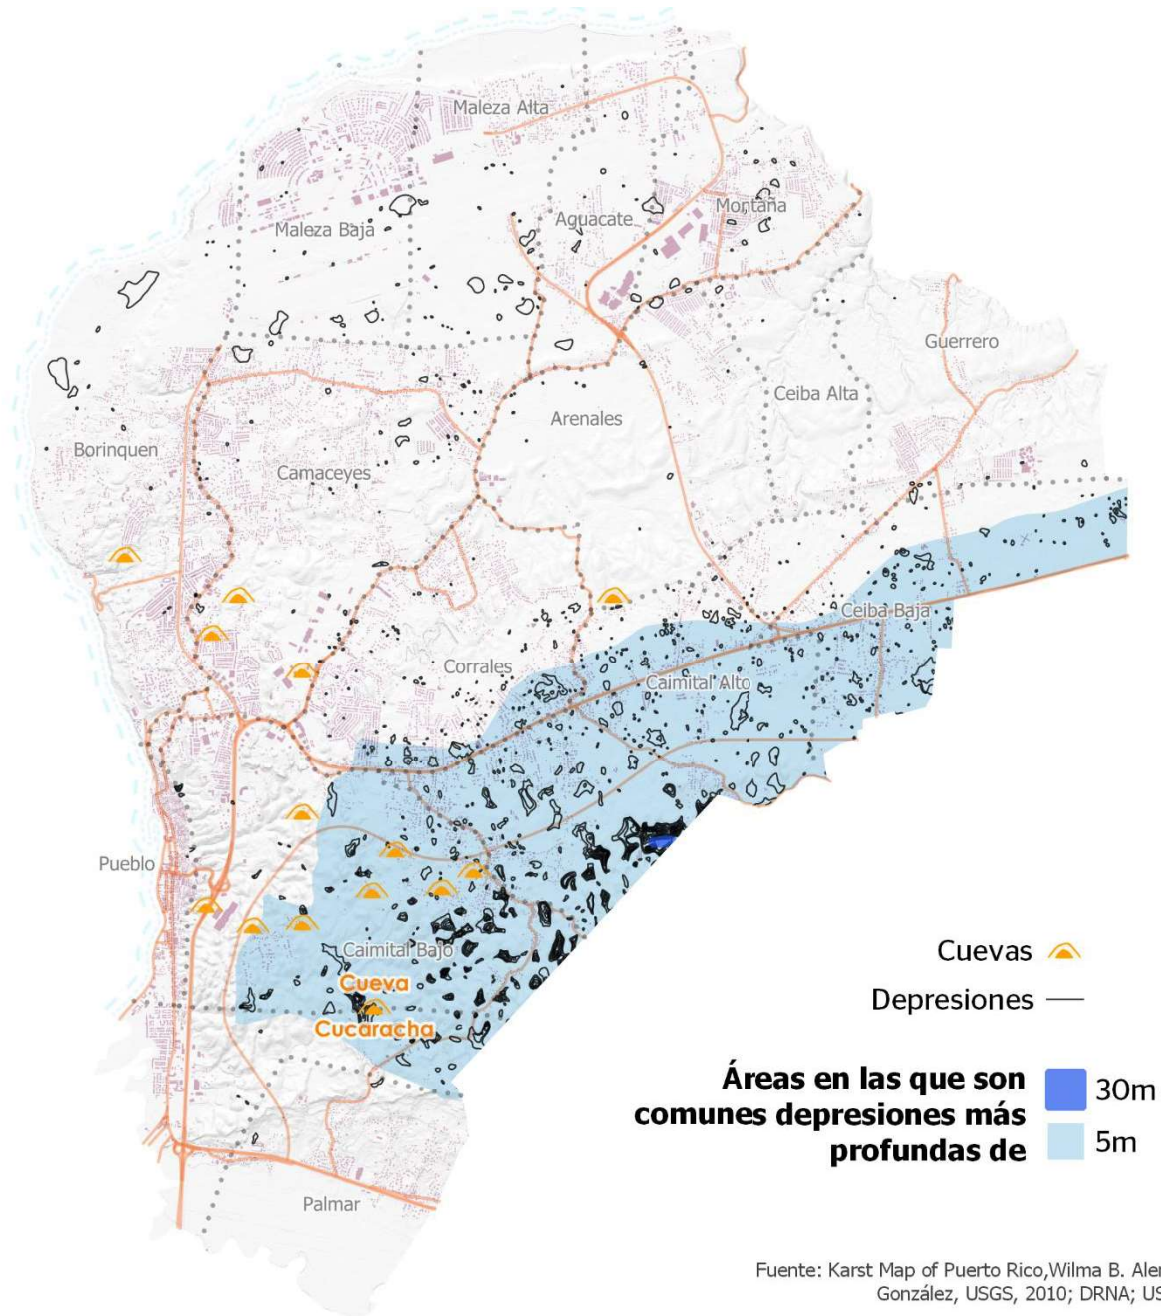 Maleza Alta
Aguacate
Montaña
Maleza Baja
Guerrero
Ceiba Alta
Arenales
Borinquen
Camaceyes
Ceiba Baja
Corrales
Caimital Alto
Pueblo
Caimital Bajo
Cueva
Cucaracha
Palmar
Cuevas
Depresiones
Áreas en las que son
comunes depresiones más
profundas de
30m
5m
Fuente: Karst Map of Puerto Rico,Wilma B. Aler
González, USGS, 2010; DRNA; US